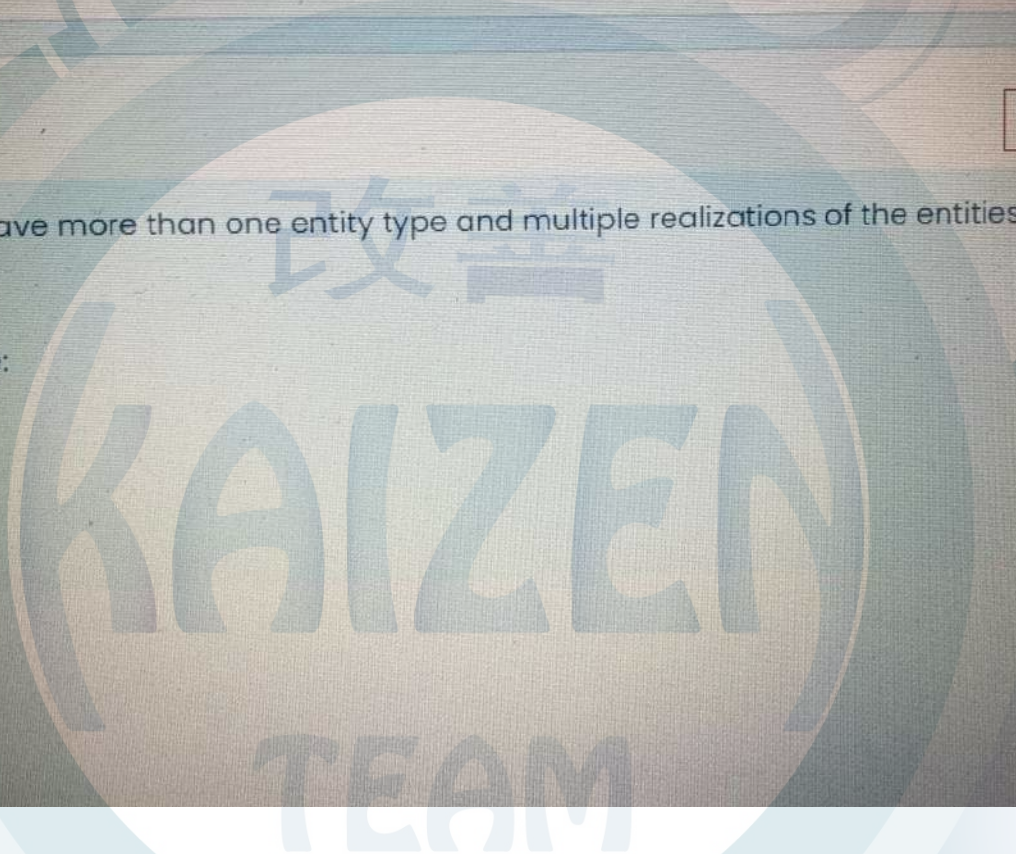 ave more than one entity type and multiple realizations of the entities
:
改善
KAIZEN
TEAM